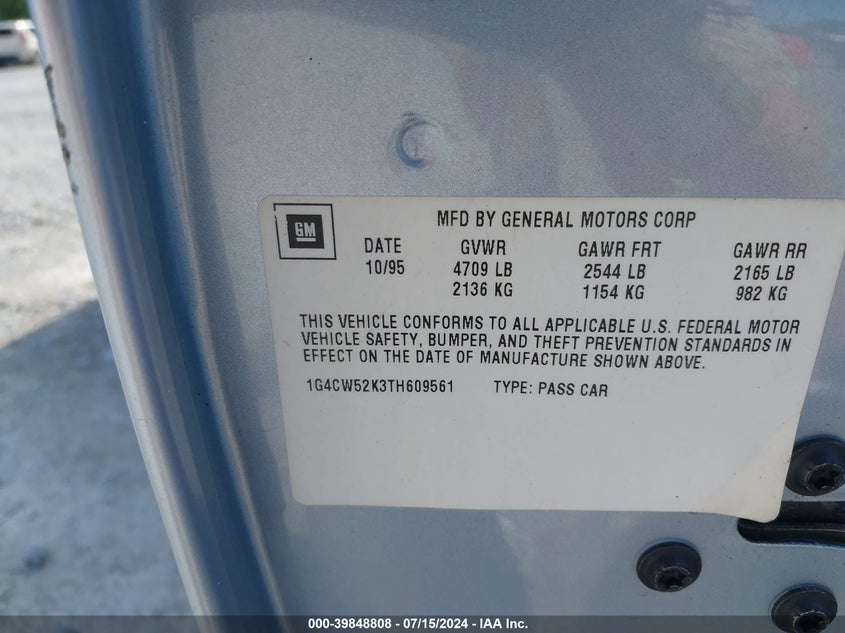 GM
MFD BY GENERAL MOTORS CORP
DATE GVWR GAWR FRT GAWR RR
10/95 4709 LB 2544 LB 2165 LB
2136 KG 1154 KG 982 KG
THIS VEHICLE CONFORMS TO ALL APPLICABLE U.S. FEDERAL MOTOR
VEHICLE SAFETY, BUMPER, AND THEFT PREVENTION STANDARDS IN
EFFECT ON THE DATE OF MANUFACTURE SHOWN ABOVE.
1G4CW52K3TH609561 TYPE: PASS CAR
000-39848808 - 07/15/2024 - IAA Inc.